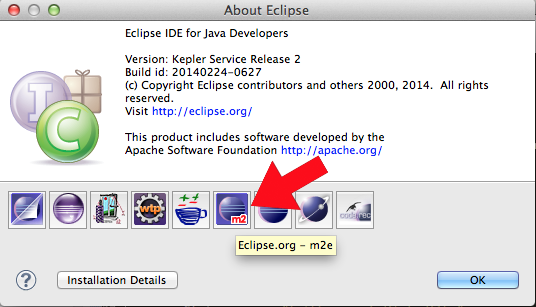 About Eclipse
Eclipse IDE for Java Developers
Version: Kepler Service Release 2
Build id: 20140224-0627
(c) Copyright Eclipse contributors and others 2000, 2014.  All rights
reserved.
Visit http://eclipse.org/
This product includes software developed by the
Apache Software Foundation http://apache.org/
I C
wtp m2
Eclipse.org - m2e
? Installation Details OK